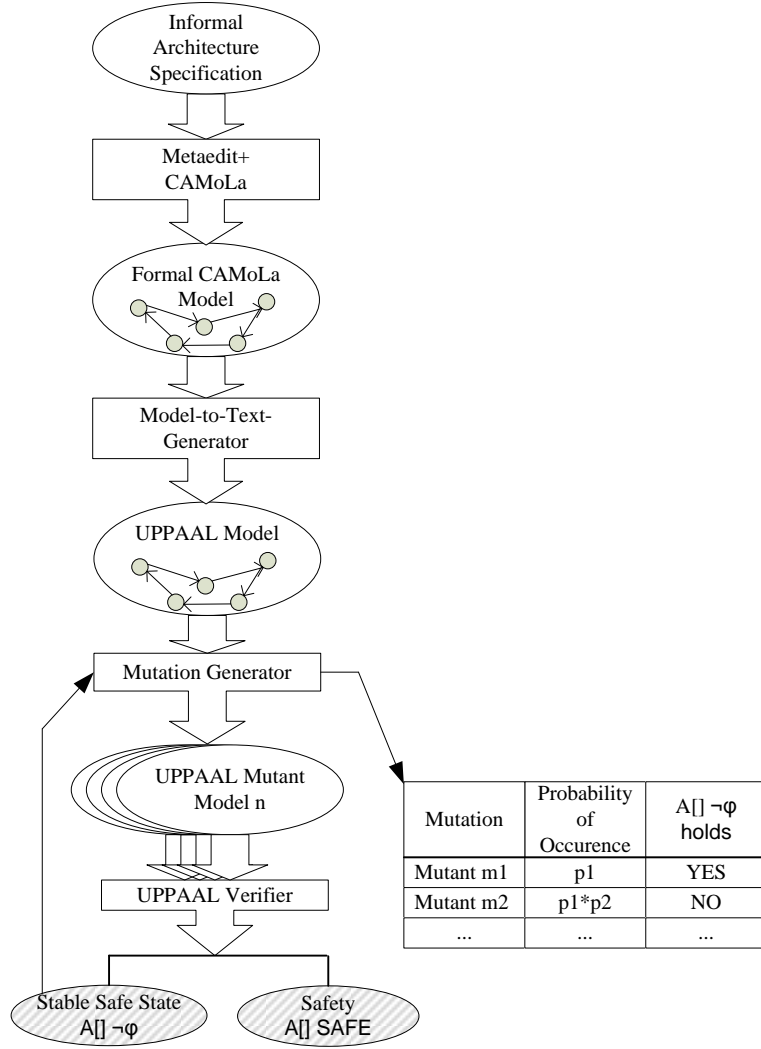 Informal
Architecture
Specification
Metaedit+
CAMoLa
Formal CAMoLa
Model
Model-to-Text-
Generator
UPPAAL Model
Mutation Generator
UPPAAL Mutant
Model n
UPPAAL Verifier
Stable Safe State
A[] ¬φ
Safety
A[] SAFE
Mutation
Probability
of
Occurence
A[] ¬φ
holds
Mutant m1 p1 YES
Mutant m2 p1*p2 NO
... ... ...